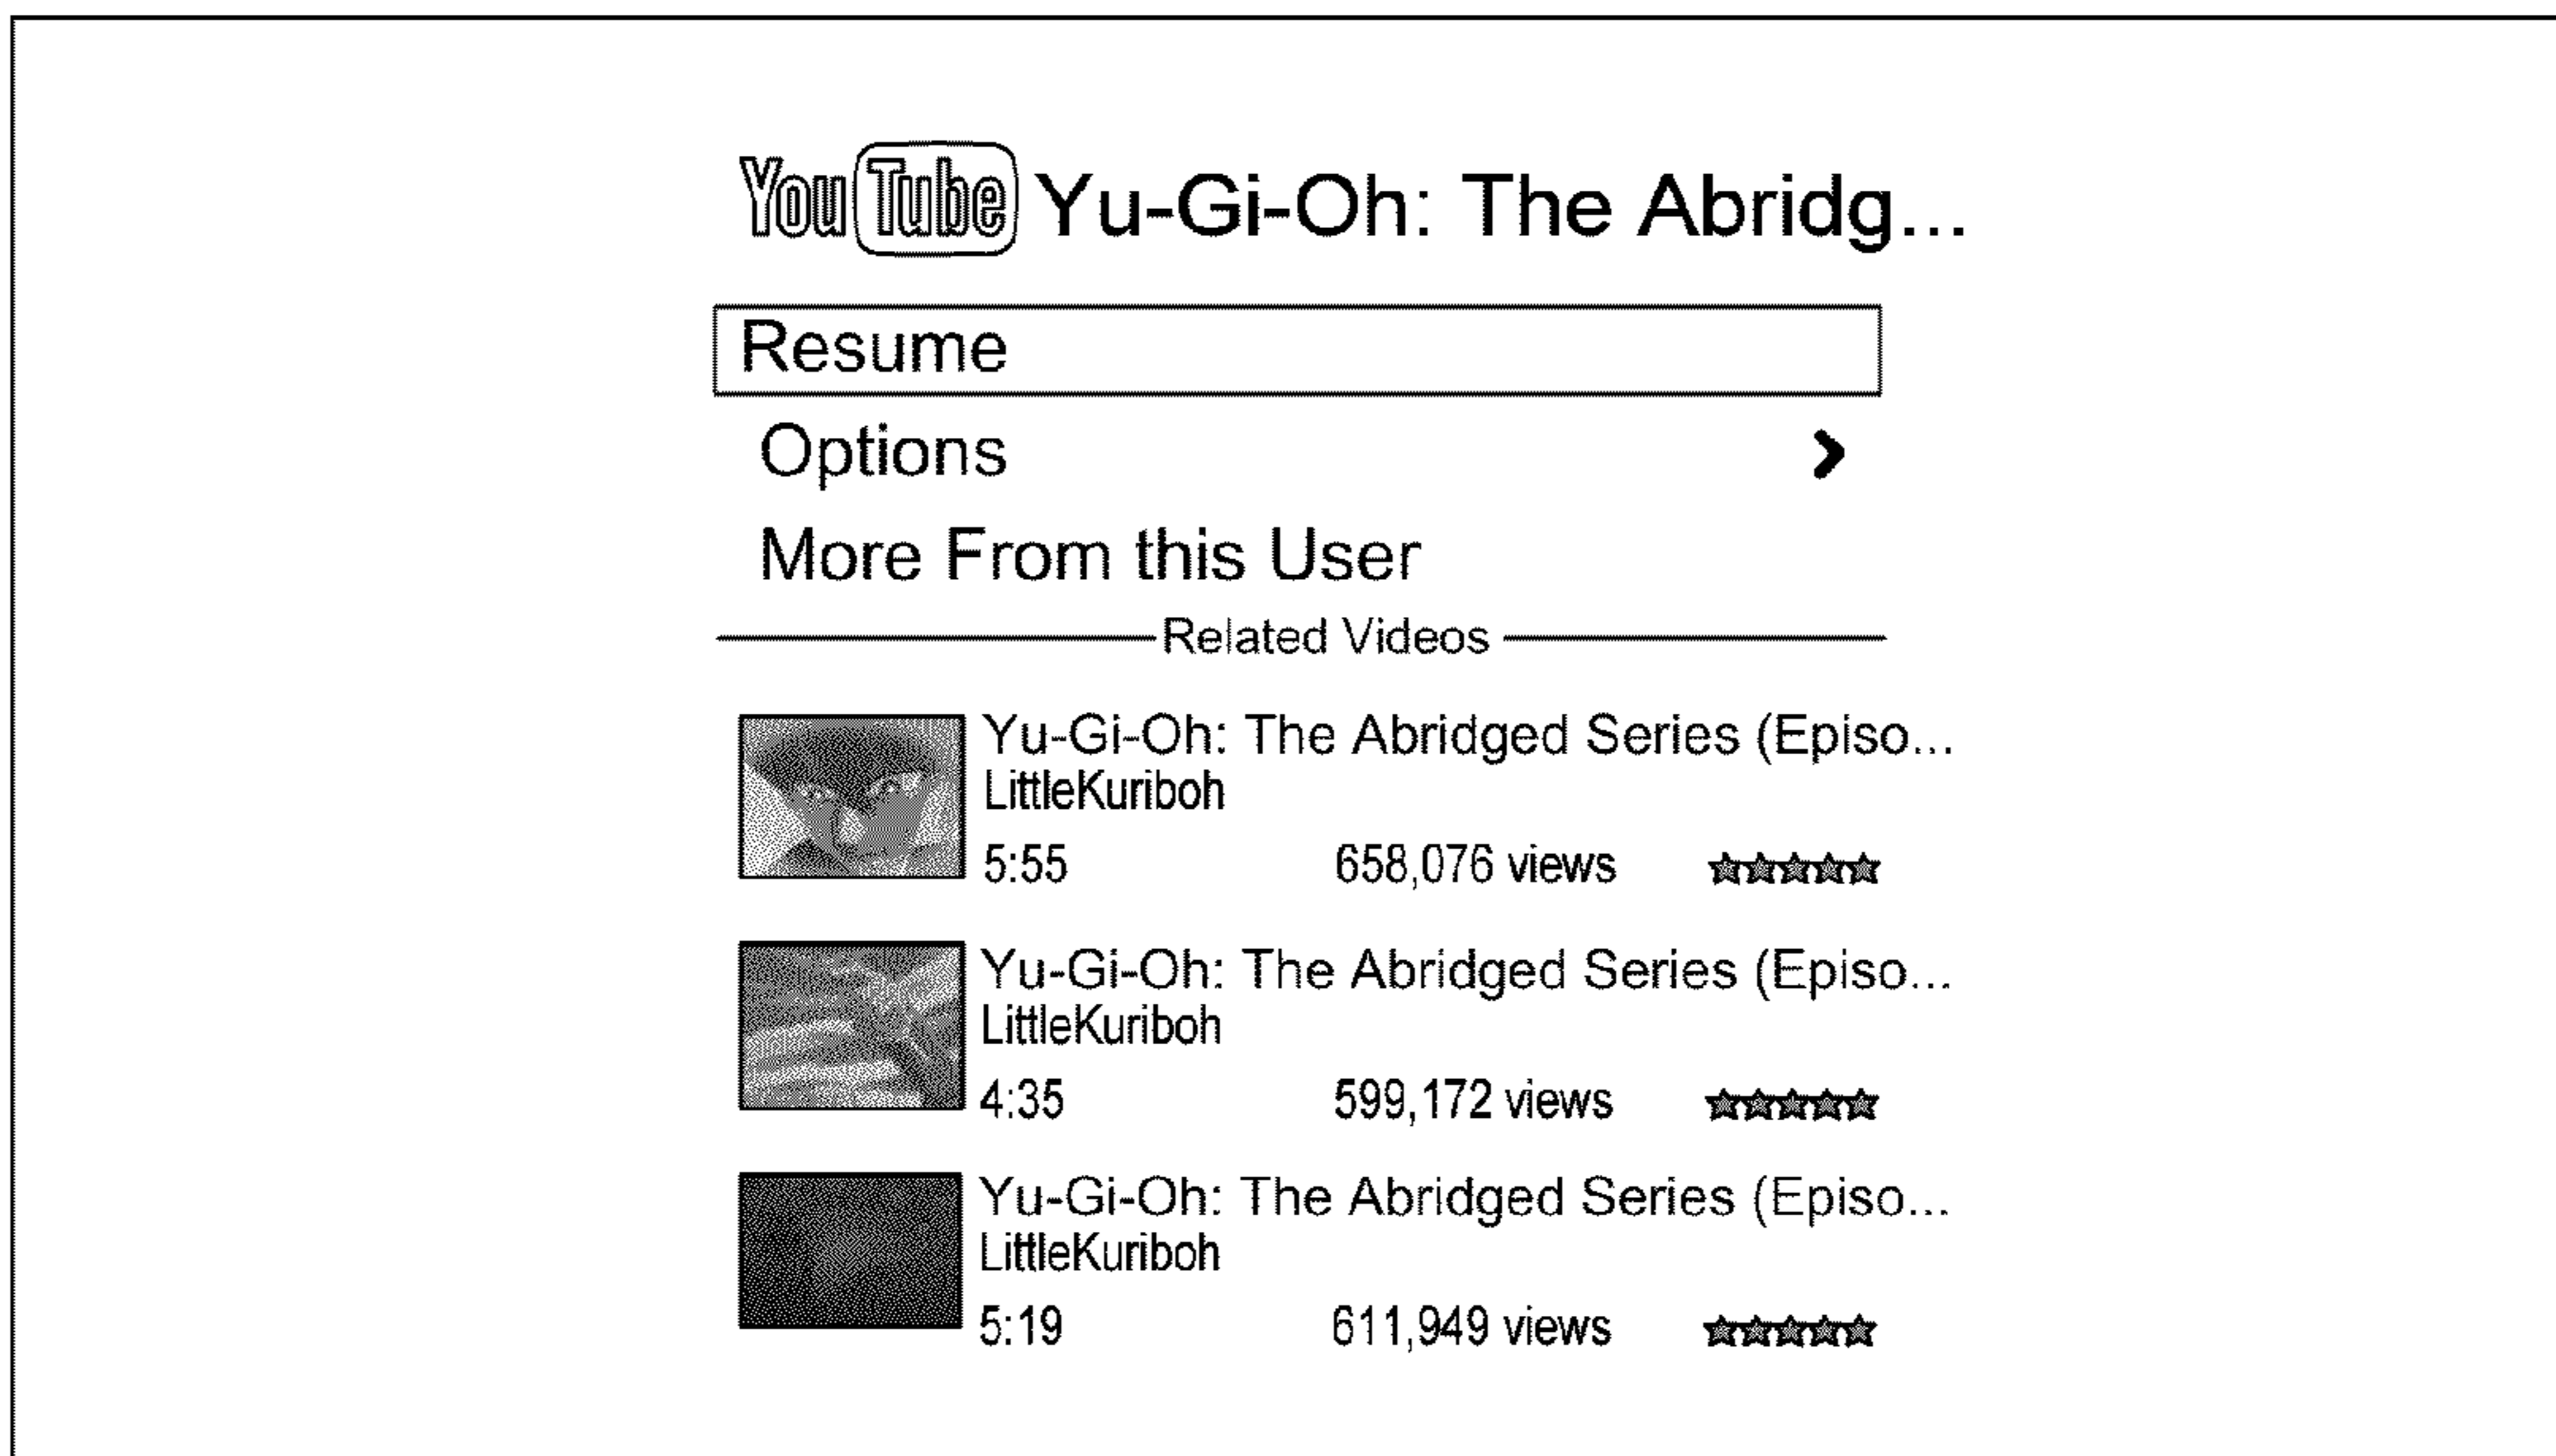 YouTube Yu-Gi-Oh: The Abridg...
Resume
Options
More From this User
Related Videos
Yu-Gi-Oh: The Abridged Series (Episo...
LittleKuriboh
5:55 658,076 views
Yu-Gi-Oh: The Abridged Series (Episo...
LittleKuriboh
4:35 599,172 views
Yu-Gi-Oh: The Abridged Series (Episo...
LittleKuriboh
5:19 611,949 views